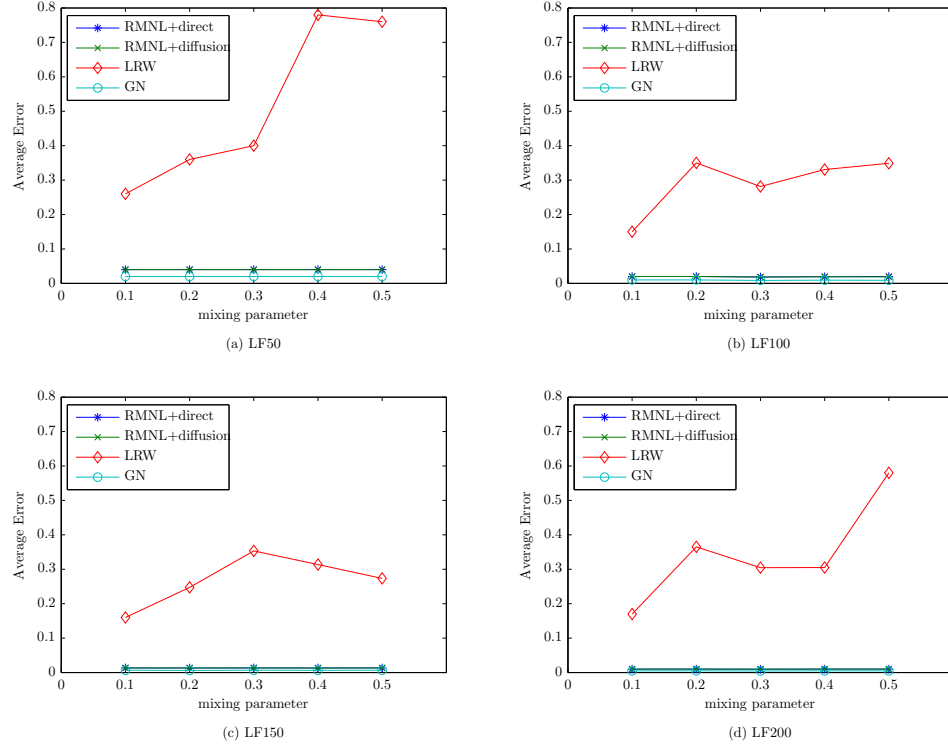 0.8
0.7
0.6
0.5
0.4
0.3
0.2
0.1
0
Average Error
RMNL+direct
RMNL+diffusion
LRW
GN
0 0.1 0.2 0.3 0.4 0.5
mixing parameter
(a) LF50
0.8
0.7
0.6
0.5
0.4
0.3
0.2
0.1
0
Average Error
RMNL+direct
RMNL+diffusion
LRW
GN
0 0.1 0.2 0.3 0.4 0.5
mixing parameter
(b) LF100
0.8
0.7
0.6
0.5
0.4
0.3
0.2
0.1
0
Average Error
RMNL+direct
RMNL+diffusion
LRW
GN
0 0.1 0.2 0.3 0.4 0.5
mixing parameter
(c) LF150
0.8
0.7
0.6
0.5
0.4
0.3
0.2
0.1
0
Average Error
RMNL+direct
RMNL+diffusion
LRW
GN
0 0.1 0.2 0.3 0.4 0.5
mixing parameter
(d) LF200